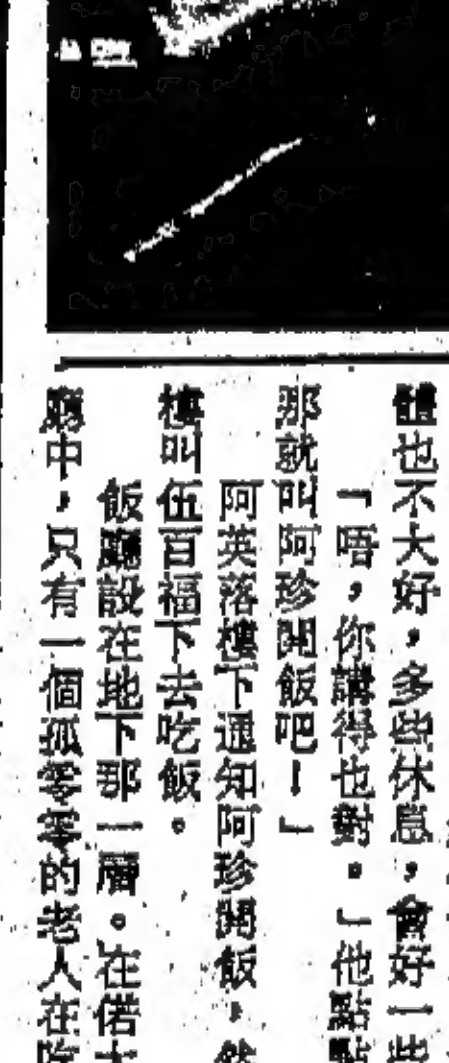 體也不大好，多些休息，會好一些
「唔，你講得也對。」他點點
那就叫阿珍開飯吧！」
阿英落樓下通知阿珍開飯，然
樓叫伍百福下去吃飯。
飯廳設在地下那一層。在偌大
廳中，只有一個孤零零的老人在吃